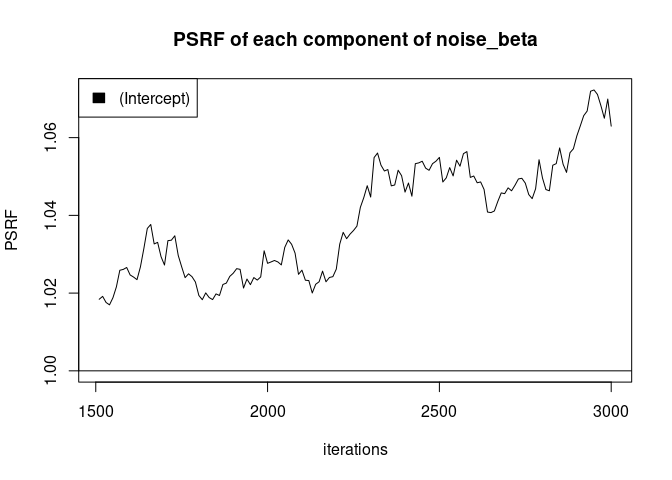 PSRF of each component of noise_beta
(Intercept)
PSRF
1.06
1.04
1.02
1.00
1500 2000 2500 3000
iterations